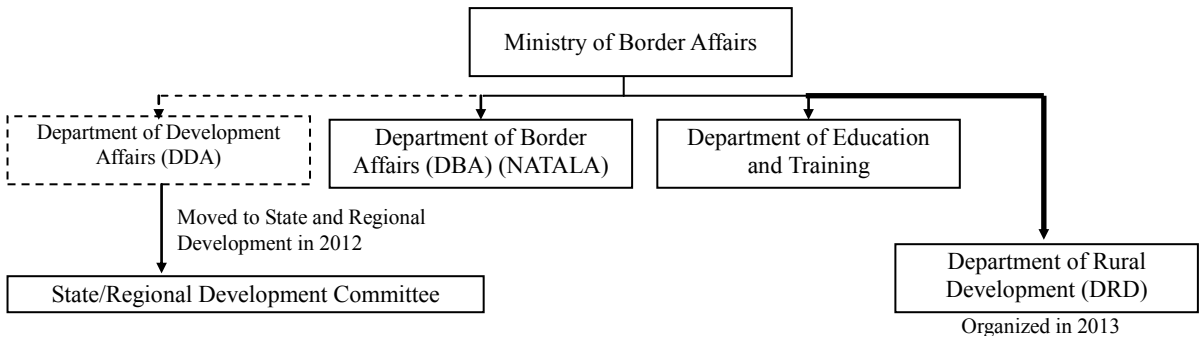 Ministry of Border Affairs
Department of Development
Affairs (DDA)
Department of Border
Affairs (DBA) (NATALA)
Department of Education
and Training
Moved to State and Regional
Development in 2012
State/Regional Development Committee
Department of Rural
Development (DRD)
Organized in 2013